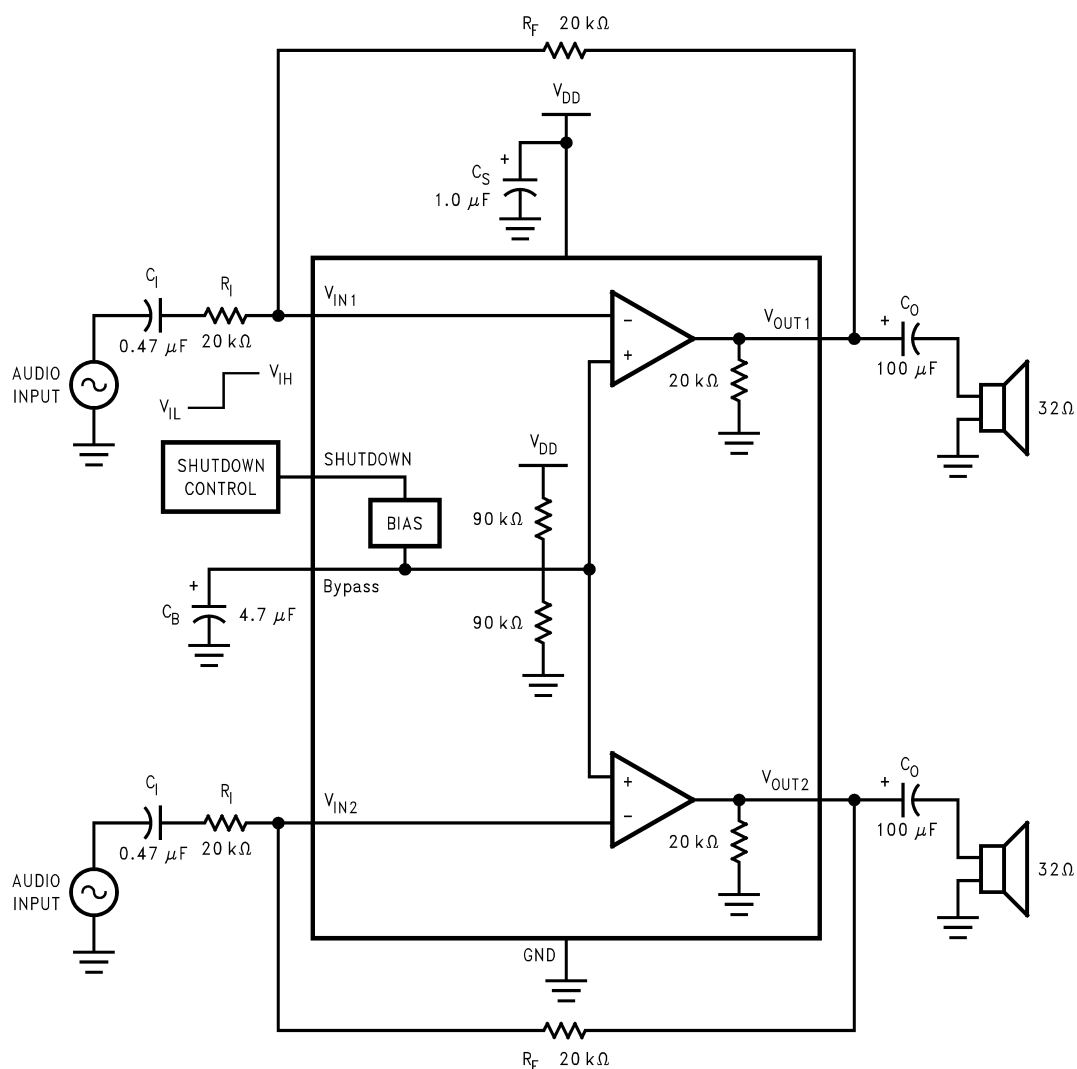 R_F 20 kΩ
V_DD
+
C_S
1.0 μF
C_I
R_I
V_IN1
0.47 μF
20 kΩ
AUDIO
INPUT
V_IH
V_IL
−
+
V_OUT1
20 kΩ
C_O
+
100 μF
32Ω
SHUTDOWN
CONTROL
SHUTDOWN
BIAS
V_DD
90 kΩ
90 kΩ
Bypass
+
C_B
4.7 μF
C_I
R_I
V_IN2
0.47 μF
20 kΩ
AUDIO
INPUT
+
−
V_OUT2
20 kΩ
C_O
+
100 μF
32Ω
GND
R_F 20 kΩ